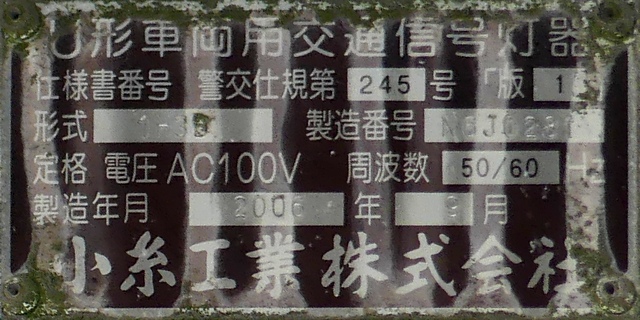 U形車両用交通信号灯器
仕様書番号 警交仕規第 245 号 「版 1
形式 製造番号
定格 電圧 AC100V 周波数 50/60 Hz
製造年月 2006 年 9 月
小糸工業株式会社